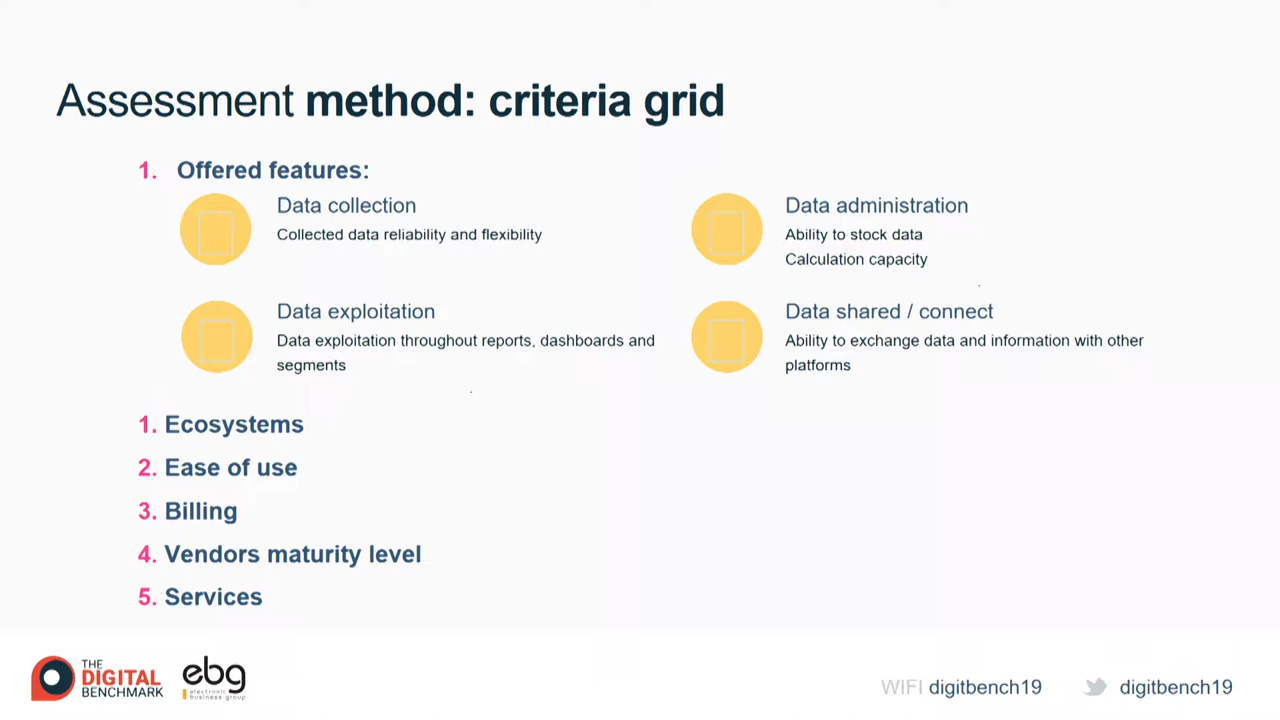 Assessment method: criteria grid
1. Offered features:
Data collection
Collected data reliability and flexibility
Data administration
Ability to stock data
Calculation capacity
Data exploitation
Data exploitation throughout reports, dashboards and
segments
Data shared / connect
Ability to exchange data and information with other
platforms
1. Ecosystems
2. Ease of use
3. Billing
4. Vendors maturity level
5. Services
THE
DIGITAL
BENCHMARK
ebg
electronic
business group
WIFI digitbench19
digitbench19